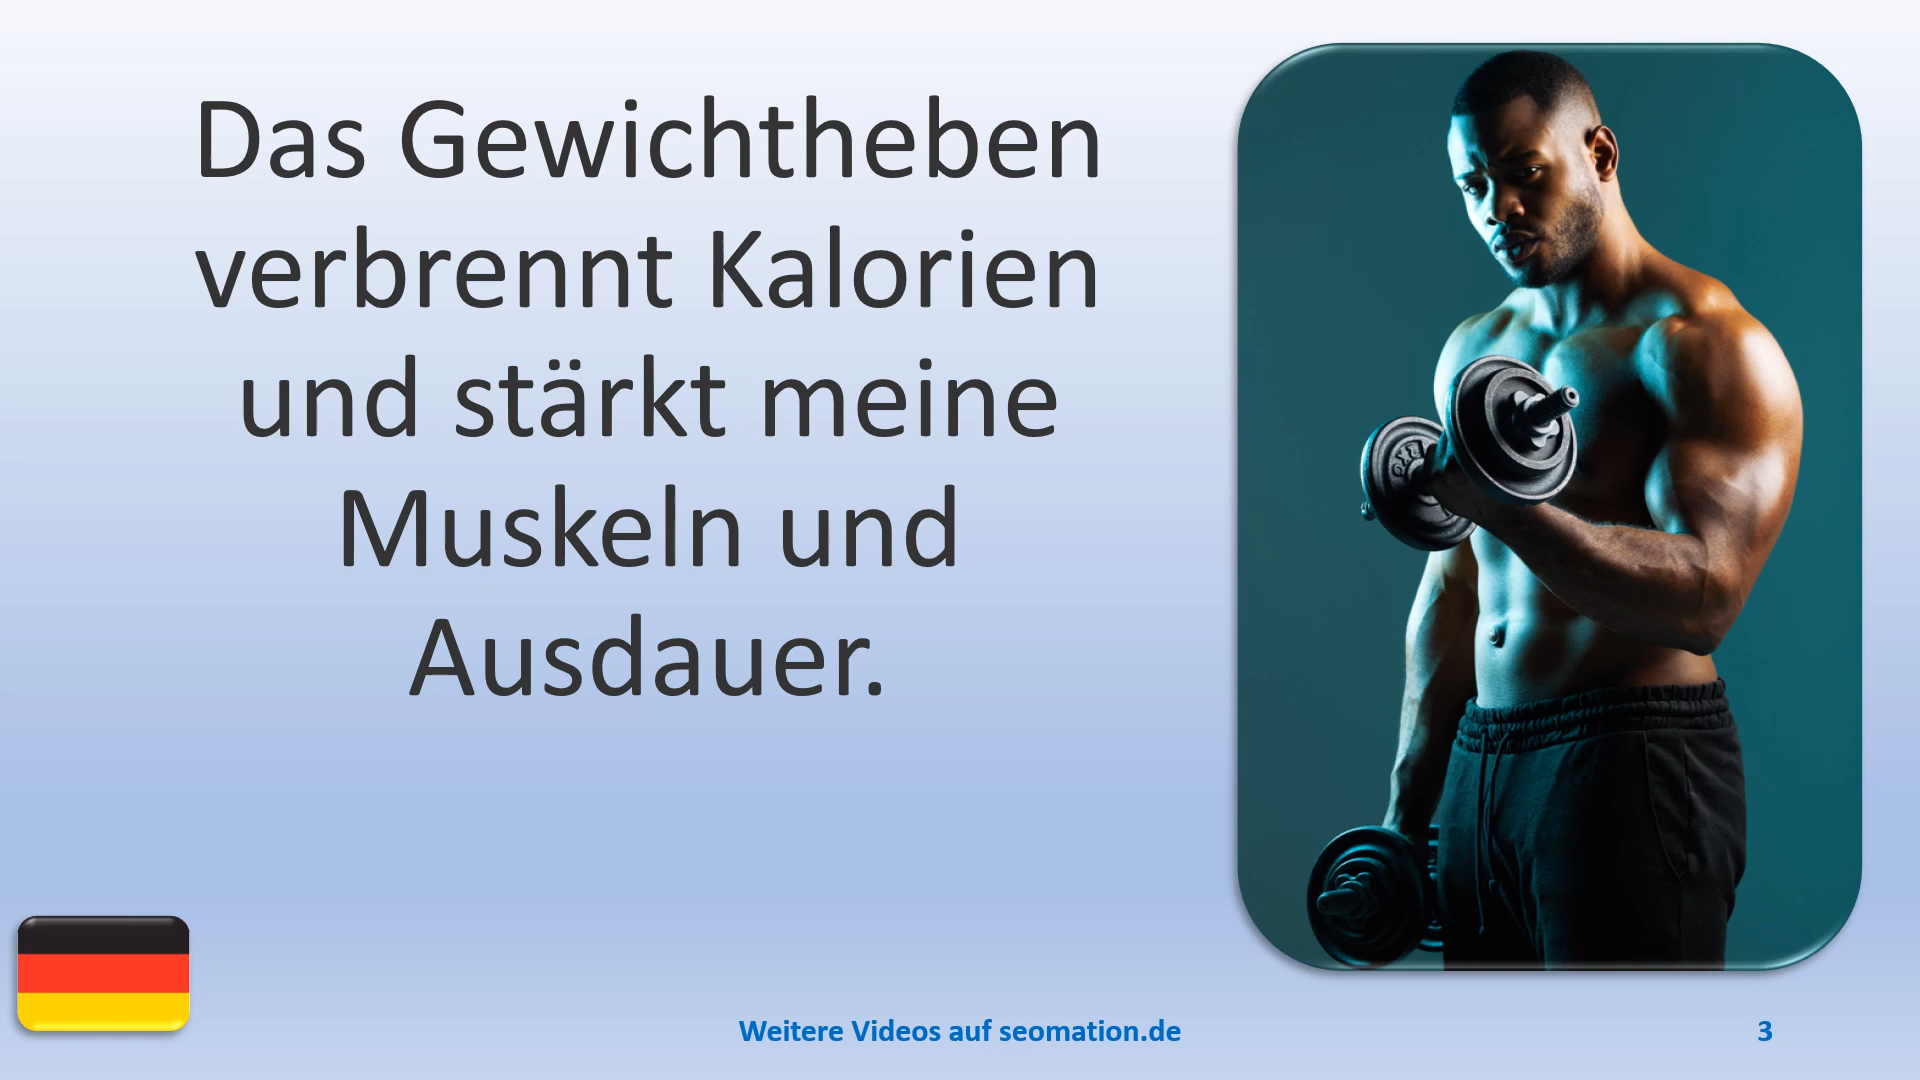 Das Gewichtheben
verbrennt Kalorien
und stärkt meine
Muskeln und
Ausdauer.
Weitere Videos auf seomation.de
3